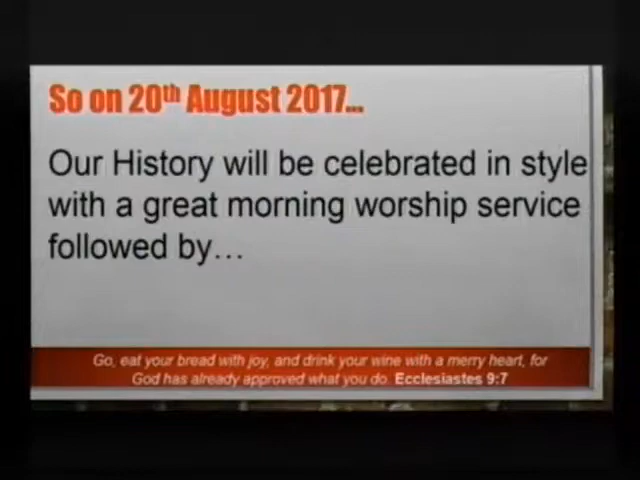 So on 20th August 2017...
Our History will be celebrated in style
with a great morning worship service
followed by...
Go, eat your bread with joy, and drink your wine with a merry heart, for
God has already approved what you do. Ecclesiastes 9:7